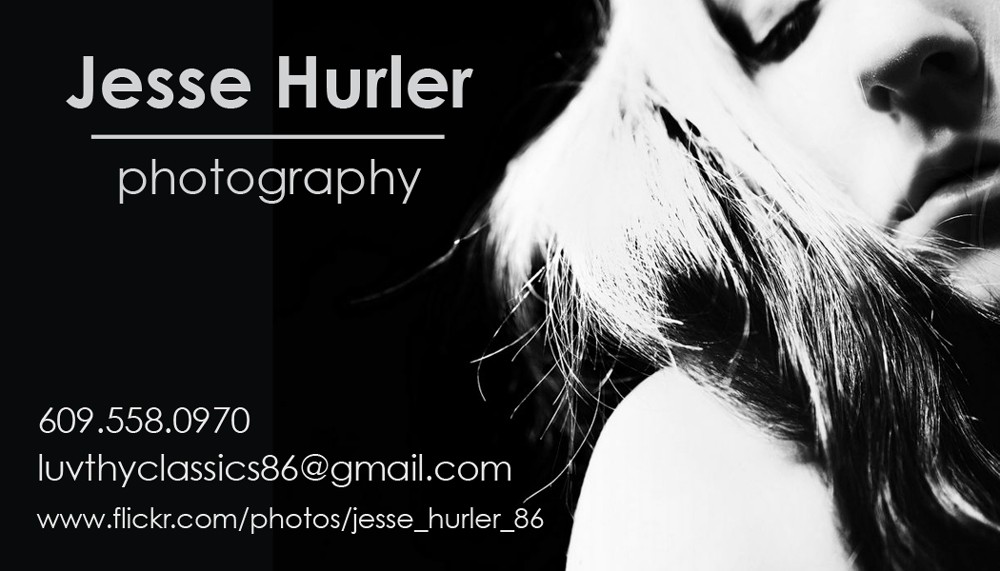 Jesse Hurler
photography
609.558.0970
luvthyclassics86@gmail.com
www.flickr.com/photos/jesse_hurler_86